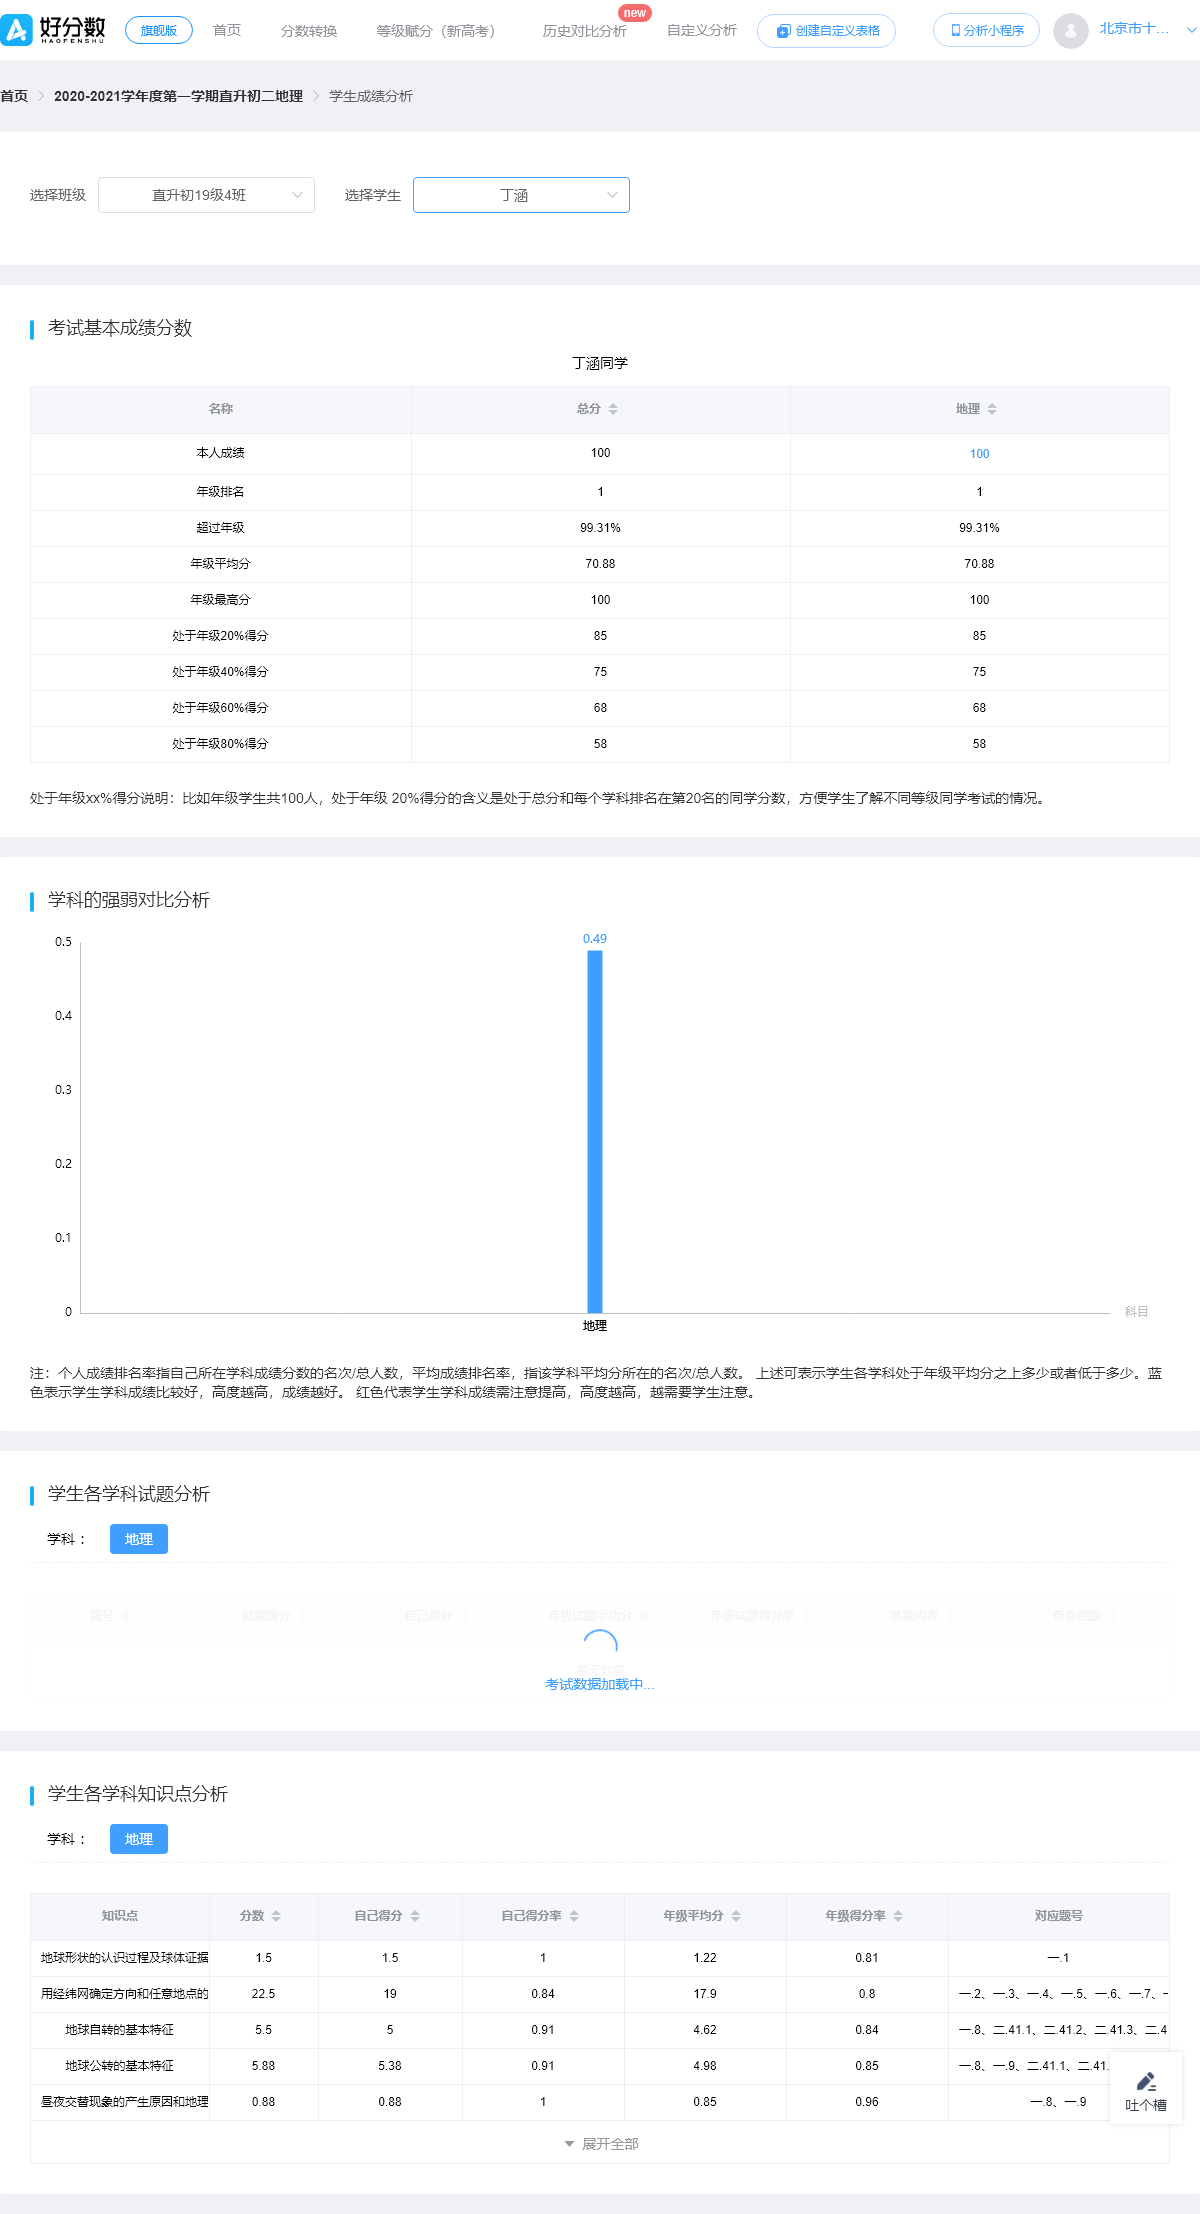 好分数
HAOFENSHU
旗舰版
首页
分数转换
等级赋分（新高考）
历史对比分析
new
自定义分析
创建自定义表格
分析小程序
北京市十...
首页 > 2020-2021学年度第一学期直升初二地理 > 学生成绩分析
选择班级 直升初19级4班 选择学生 丁涵
考试基本成绩分数
丁涵同学
名称 总分 地理
本人成绩 100 100
年级排名 1 1
超过年级 99.31% 99.31%
年级平均分 70.88 70.88
年级最高分 100 100
处于年级20%得分 85 85
处于年级40%得分 75 75
处于年级60%得分 68 68
处于年级80%得分 58 58
处于年级xx%得分说明：比如年级学生共100人，处于年级 20%得分的含义是处于总分和每个学科排名在第20名的同学分数，方便学生了解不同等级同学考试的情况。
学科的强弱对比分析
0.5
0.49
0.4
0.3
0.2
0.1
0
科目
地理
注：个人成绩排名率指自己所在学科成绩分数的名次/总人数，平均成绩排名率，指该学科平均分所在的名次/总人数。 上述可表示学生各学科处于年级平均分之上多少或者低于多少。蓝
色表示学生学科成绩比较好，高度越高，成绩越好。 红色代表学生学科成绩需注意提高，高度越高，越需要学生注意。
学生各学科试题分析
学科： 地理
题号 试题满分 自己得分 年级试题平均分 年级试题得分率 答题内容 查看原题
考试数据加载中...
学生各学科知识点分析
学科： 地理
知识点 分数 自己得分 自己得分率 年级平均分 年级得分率 对应题号
地球形状的认识过程及球体证据 1.5 1.5 1 1.22 0.81 一.1
用经纬网确定方向和任意地点的 22.5 19 0.84 17.9 0.8 一.2、一.3、一.4、一.5、一.6、一.7、
地球自转的基本特征 5.5 5 0.91 4.62 0.84 一.8、二.41.1、二.41.2、二.41.3、二.4
地球公转的基本特征 5.88 5.38 0.91 4.98 0.85 一.8、一.9、二.41.1、二.41.
昼夜交替现象的产生原因和地理 0.88 0.88 1 0.85 0.96 一.8、一.9
吐个槽
展开全部